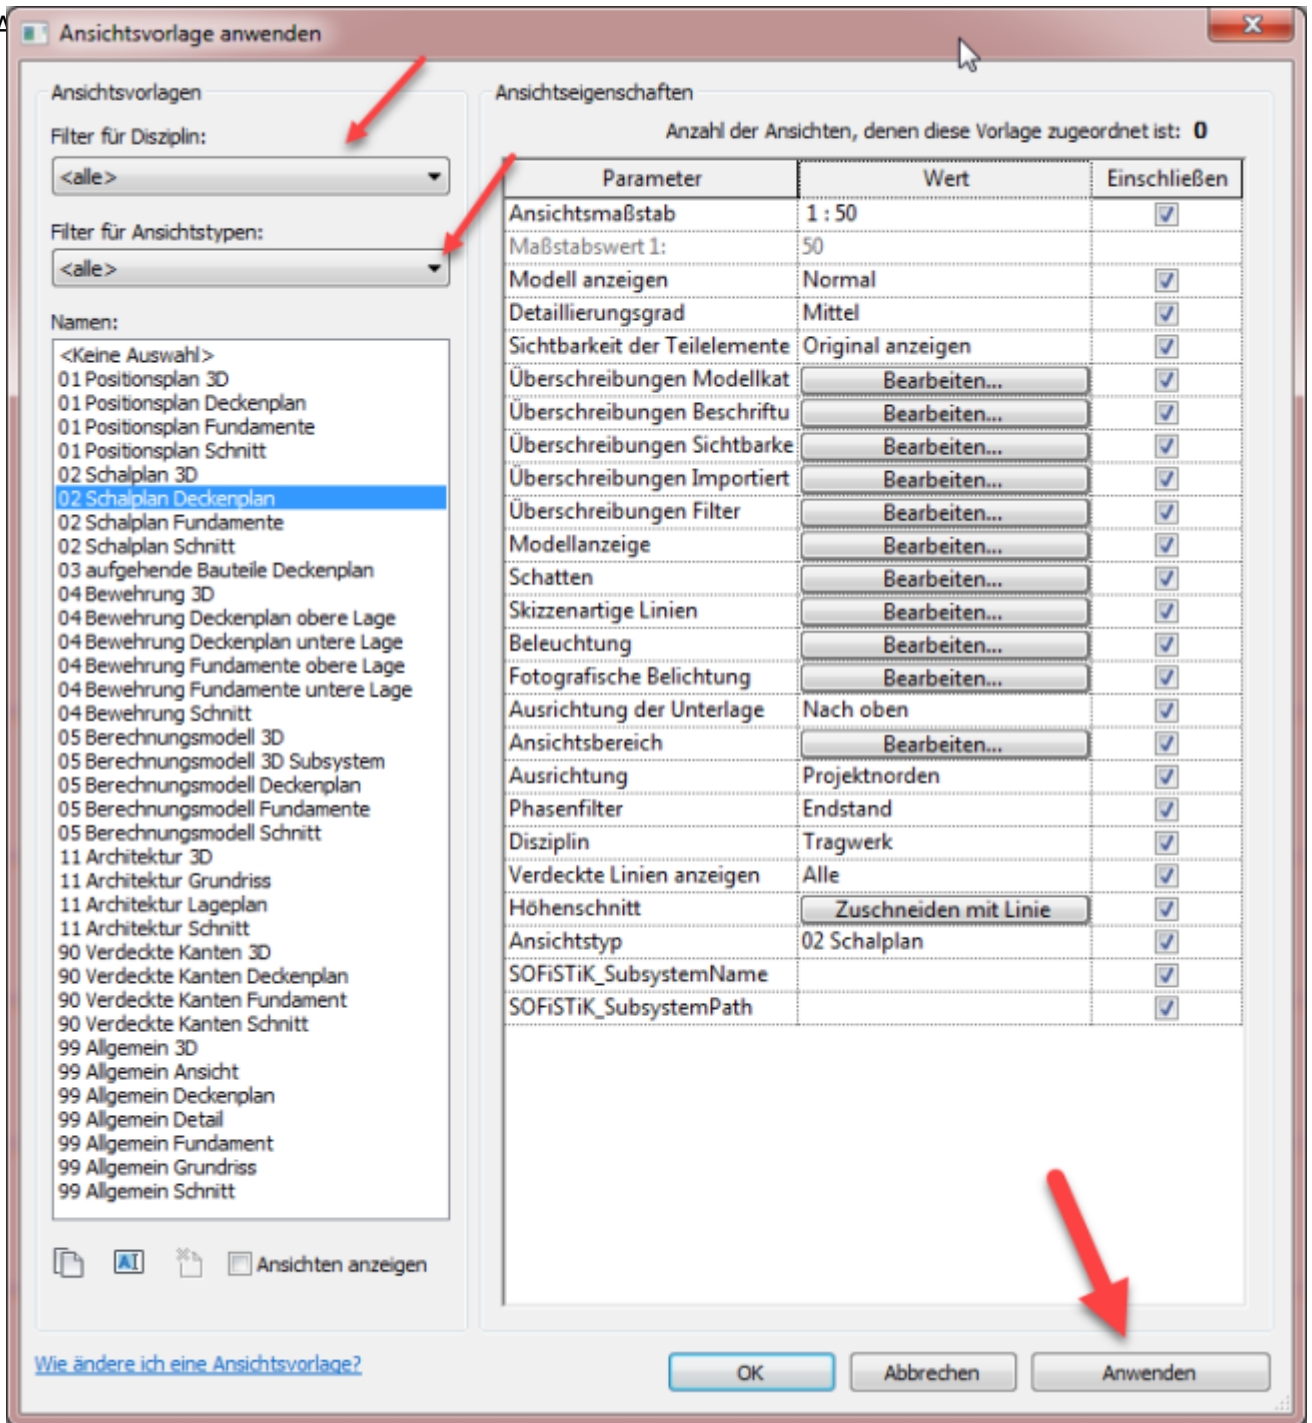 A
Ansichtsvorlage anwenden
Ansichtsvorlagen
Filter für Disziplin:
<alle>
Filter für Ansichtstypen:
<alle>
Namen:
<Keine Auswahl>
01 Positionsplan 3D
01 Positionsplan Deckenplan
01 Positionsplan Fundamente
01 Positionsplan Schnitt
02 Schalplan 3D
02 Schalplan Deckenplan
02 Schalplan Fundamente
02 Schalplan Schnitt
03 aufgehende Bauteile Deckenplan
04 Bewehrung 3D
04 Bewehrung Deckenplan obere Lage
04 Bewehrung Deckenplan untere Lage
04 Bewehrung Fundamente obere Lage
04 Bewehrung Fundamente untere Lage
04 Bewehrung Schnitt
05 Berechnungsmodell 3D
05 Berechnungsmodell 3D Subsystem
05 Berechnungsmodell Deckenplan
05 Berechnungsmodell Fundamente
05 Berechnungsmodell Schnitt
11 Architektur 3D
11 Architektur Grundriss
11 Architektur Lageplan
11 Architektur Schnitt
90 Verdeckte Kanten 3D
90 Verdeckte Kanten Deckenplan
90 Verdeckte Kanten Fundament
90 Verdeckte Kanten Schnitt
99 Allgemein 3D
99 Allgemein Ansicht
99 Allgemein Deckenplan
99 Allgemein Detail
99 Allgemein Fundament
99 Allgemein Grundriss
99 Allgemein Schnitt
AI
Ansichten anzeigen
Ansichtseigenschaften
Anzahl der Ansichten, denen diese Vorlage zugeordnet ist: 0
Parameter Wert Einschließen
Ansichtsmaßstab 1 : 50
Maßstabswert 1: 50
Modell anzeigen Normal
Detaillierungsgrad Mittel
Sichtbarkeit der Teilelemente Original anzeigen
Überschreibungen Modellkat Bearbeiten...
Überschreibungen Beschriftu Bearbeiten...
Überschreibungen Sichtbarke Bearbeiten...
Überschreibungen Importiert Bearbeiten...
Überschreibungen Filter Bearbeiten...
Modellanzeige Bearbeiten...
Schatten Bearbeiten...
Skizzenartige Linien Bearbeiten...
Beleuchtung Bearbeiten...
Fotografische Belichtung Bearbeiten...
Ausrichtung der Unterlage Nach oben
Ansichtsbereich Bearbeiten...
Ausrichtung Projektnorden
Phasenfilter Endstand
Disziplin Tragwerk
Verdeckte Linien anzeigen Alle
Höhenschnitt Zuschneiden mit Linie
Ansichtstyp 02 Schalplan
SOFiSTiK_SubsystemName
SOFiSTiK_SubsystemPath
Wie ändere ich eine Ansichtsvorlage?
OK Abbrechen Anwenden